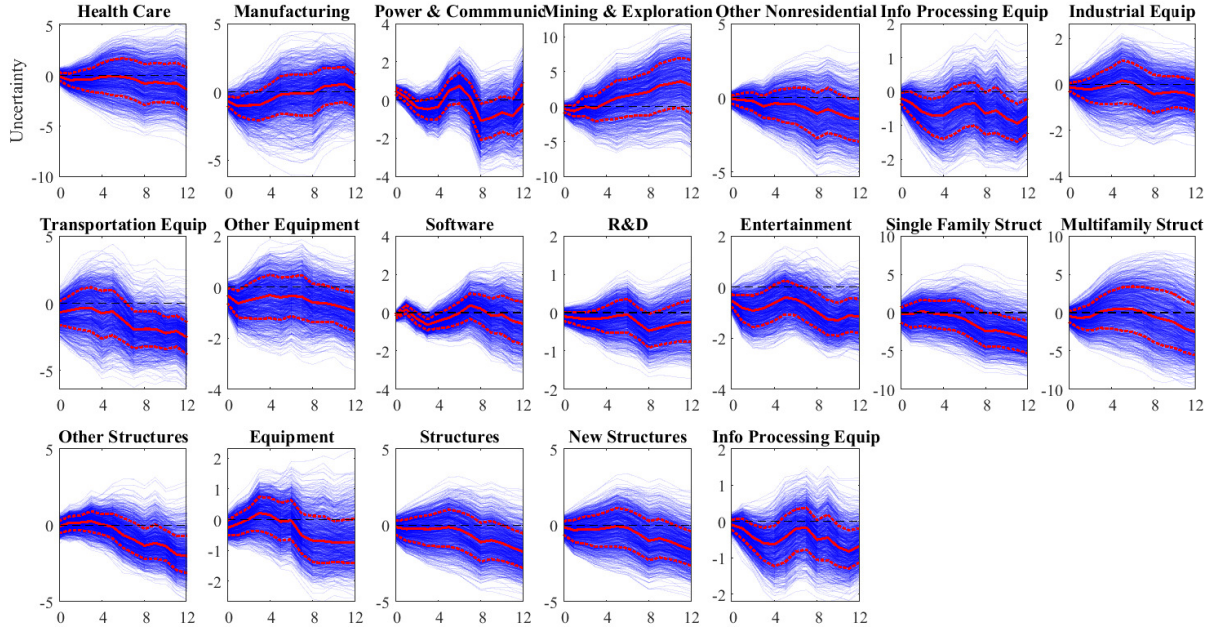 Health Care
Manufacturing
Power & Commmunic
Mining & Exploration
Other Nonresidential
Info Processing Equip
Industrial Equip
Uncertainty
5
0
-5
-10
0 4 8 12
5
0
-5
0 4 8 12
4
2
0
-2
-4
0 4 8 12
10
5
0
-5
-10
0 4 8 12
5
0
-5
0 4 8 12
2
1
0
-1
-2
0 4 8 12
4
2
0
-2
-4
0 4 8 12
Transportation Equip
Other Equipment
Software
R&D
Entertainment
Single Family Struct
Multifamily Struct
5
0
-5
0 4 8 12
2
0
-2
-4
0 4 8 12
4
2
0
-2
-4
0 4 8 12
2
1
0
-1
-2
0 4 8 12
2
0
-2
-4
0 4 8 12
10
5
0
-5
-10
0 4 8 12
10
5
0
-5
-10
0 4 8 12
Other Structures
Equipment
Structures
New Structures
Info Processing Equip
5
0
-5
0 4 8 12
2
1
0
-1
-2
0 4 8 12
5
0
-5
0 4 8 12
5
0
-5
0 4 8 12
2
1
0
-1
-2
0 4 8 12